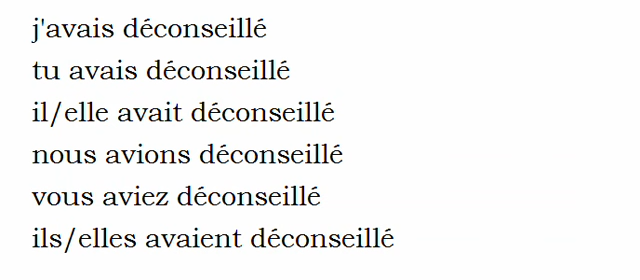 j'avais déconseillé
tu avais déconseillé
il/elle avait déconseillé
nous avions déconseillé
vous aviez déconseillé
ils/elles avaient déconseillé